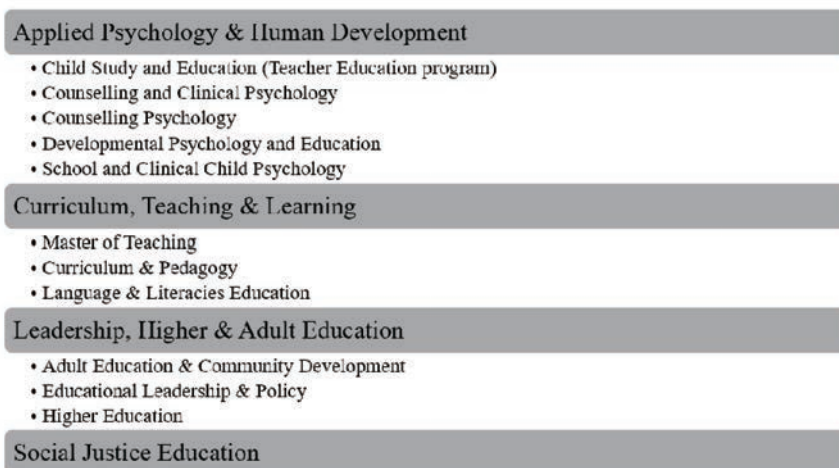 Applied Psychology & Human Development
• Child Study and Education (Teacher Education program)
• Counselling and Clinical Psychology
• Counselling Psychology
• Developmental Psychology and Education
• School and Clinical Child Psychology
Curriculum, Teaching & Learning
• Master of Teaching
• Curriculum & Pedagogy
• Language & Literacies Education
Leadership, Higher & Adult Education
• Adult Education & Community Development
• Educational Leadership & Policy
• Higher Education
Social Justice Education